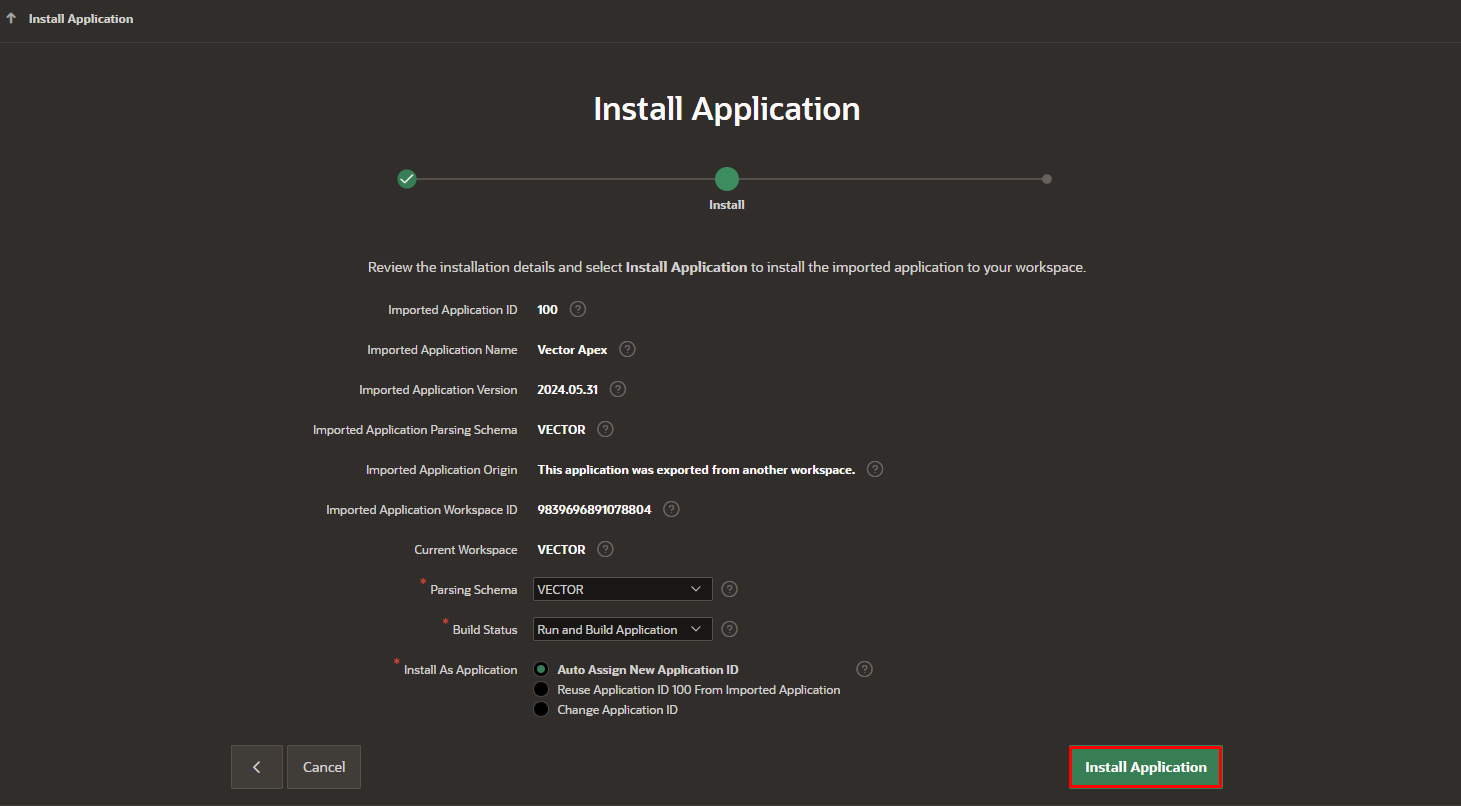 Install Application
Install Application
Install
Review the installation details and select Install Application to install the imported application to your workspace.
Imported Application ID 100 ?
Imported Application Name Vector Apex ?
Imported Application Version 2024.05.31 ?
Imported Application Parsing Schema VECTOR ?
Imported Application Origin This application was exported from another workspace. ?
Imported Application Workspace ID 9839696891078804 ?
Current Workspace VECTOR ?
* Parsing Schema VECTOR ?
* Build Status Run and Build Application ?
* Install As Application Auto Assign New Application ID ?
Reuse Application ID 100 From Imported Application
Change Application ID
Cancel Install Application